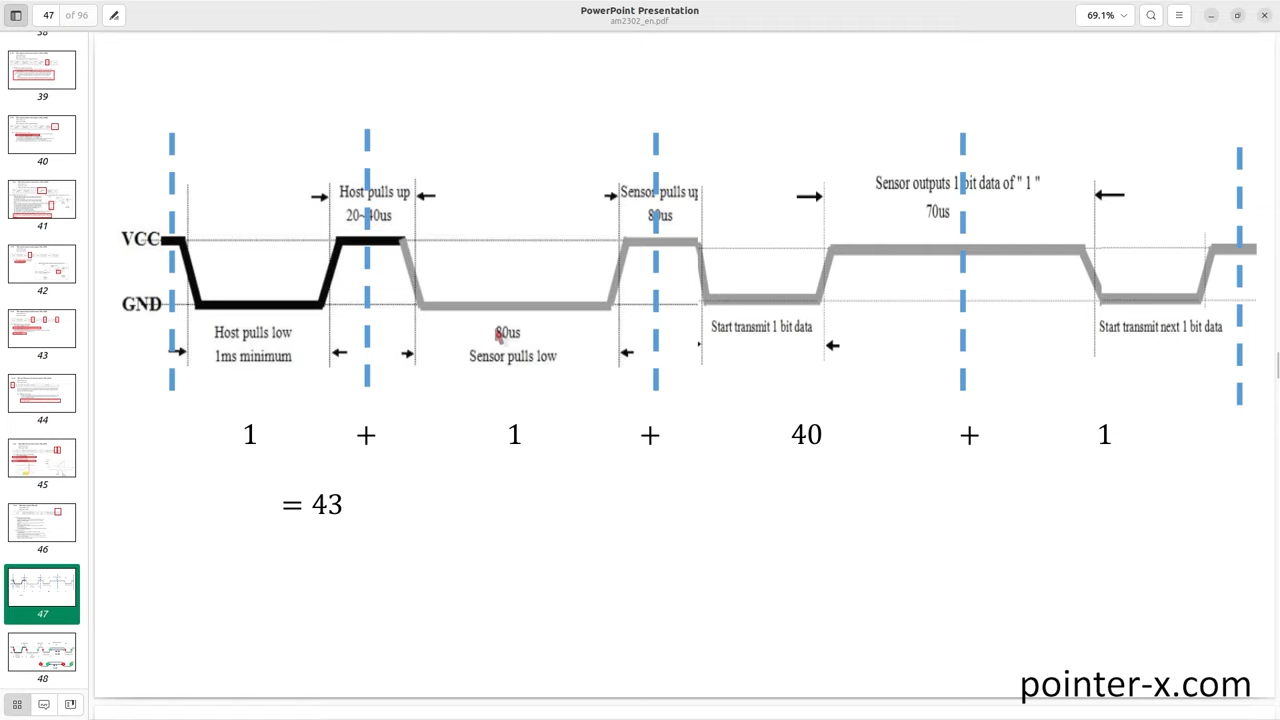 47 of 96
PowerPoint Presentation
am2302_en.pdf
69.1%
38
39
40
41
42
43
44
45
46
47
48
Host pulls up
20~40us
Sensor pulls up
80us
Sensor outputs 1 bit data of " 1 "
70us
VCC
GND
Host pulls low
1ms minimum
80us
Sensor pulls low
Start transmit 1 bit data
Start transmit next 1 bit data
1 + 1 + 40 + 1
= 43
pointer-x.com